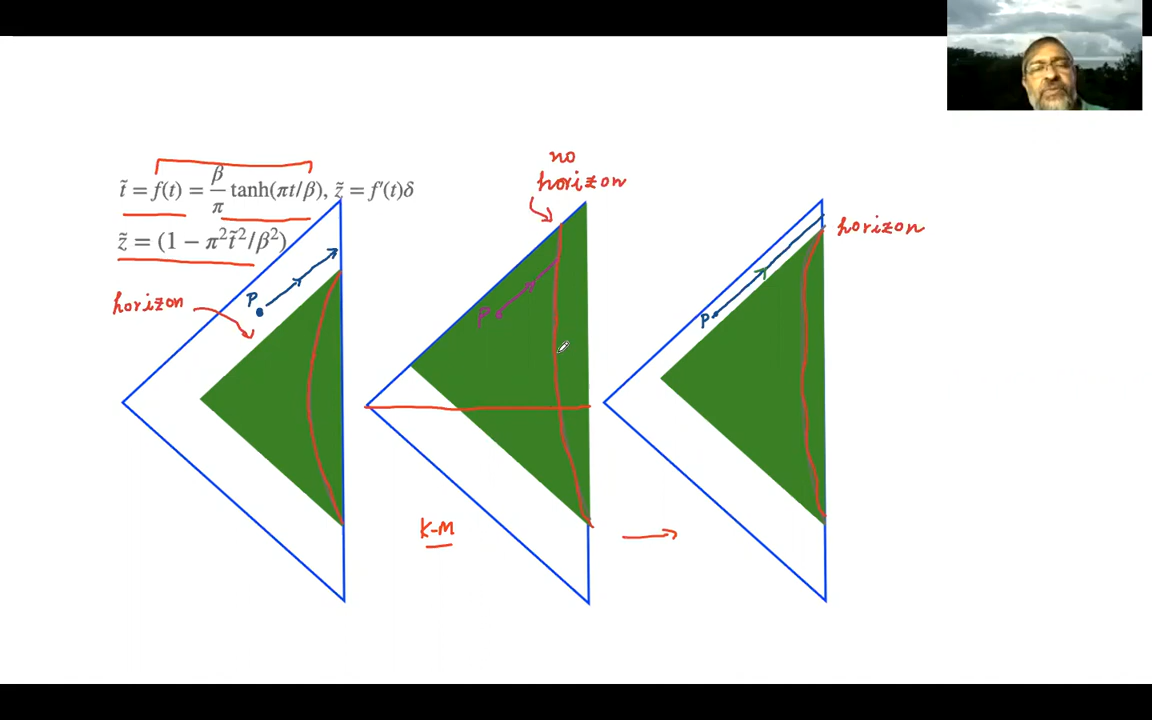 t̃ = f(t) = β/π tanh(πt/β), z̃ = f′(t)δ
z̃ = (1 − π²t̃²/β²)
horizon
P
no
horizon
P
K-M
horizon
P